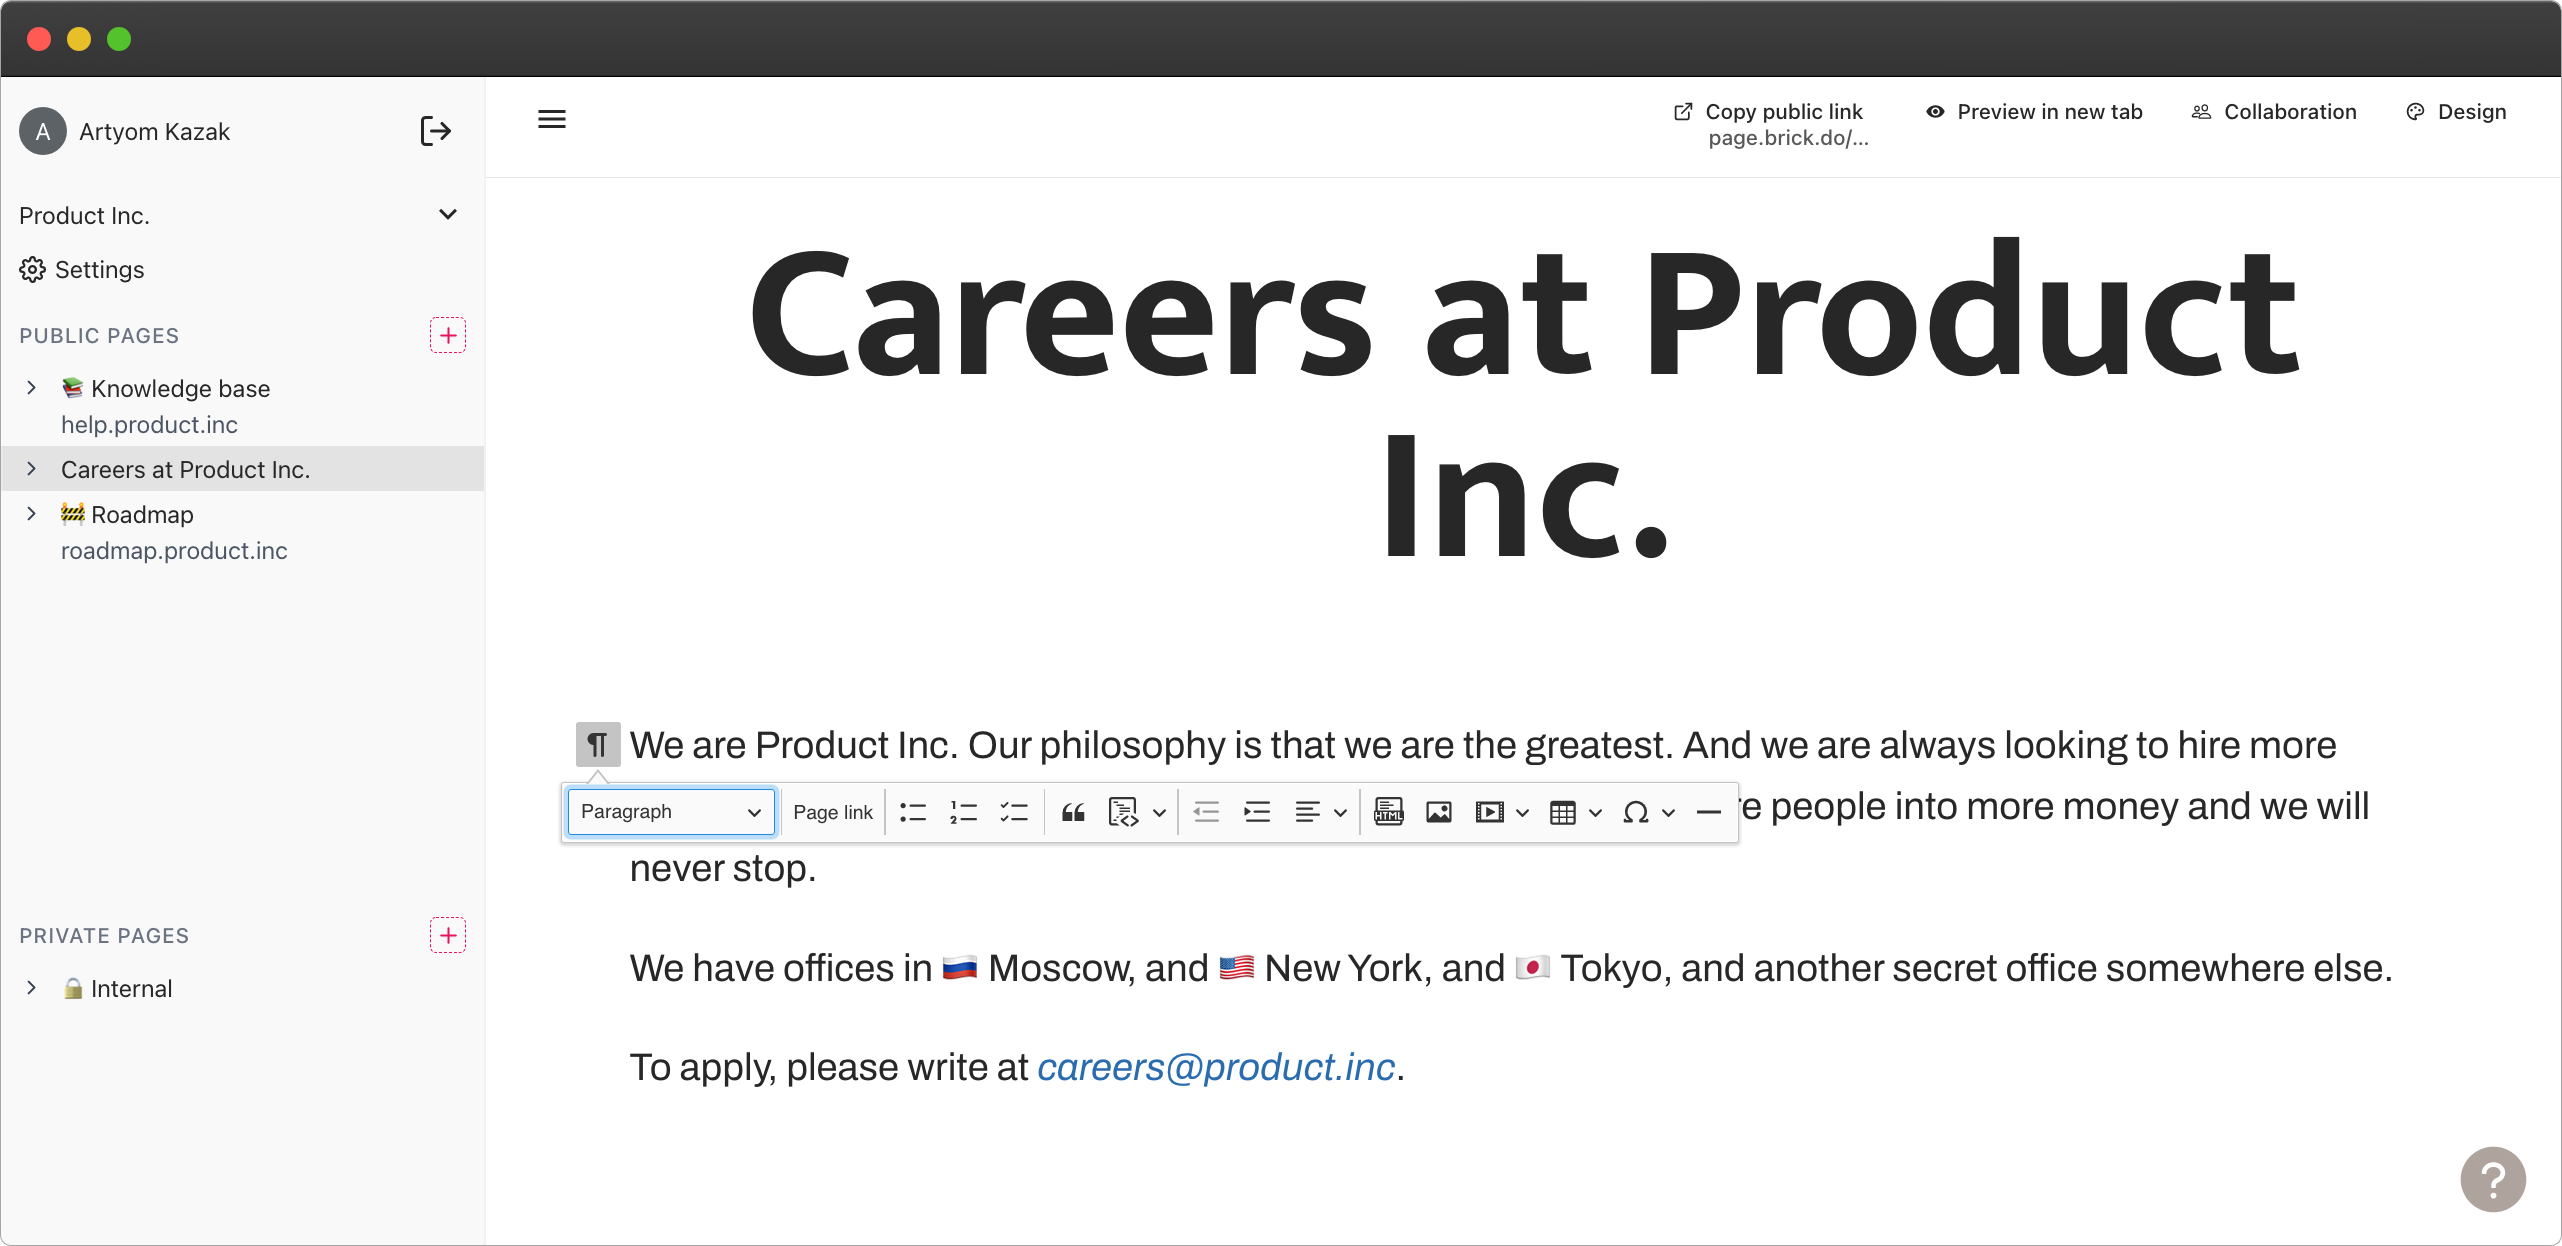 A Artyom Kazak
Product Inc.
Settings
PUBLIC PAGES
📚 Knowledge base
help.product.inc
Careers at Product Inc.
🚧 Roadmap
roadmap.product.inc
PRIVATE PAGES
🔒 Internal
Copy public link
page.brick.do/...
Preview in new tab
Collaboration
Design
Careers at Product
Inc.
¶ We are Product Inc. Our philosophy is that we are the greatest. And we are always looking to hire more
Paragraph Page link HTML
people into more money and we will
never stop.
We have offices in 🇷🇺 Moscow, and 🇺🇸 New York, and 🇯🇵 Tokyo, and another secret office somewhere else.
To apply, please write at careers@product.inc.
?